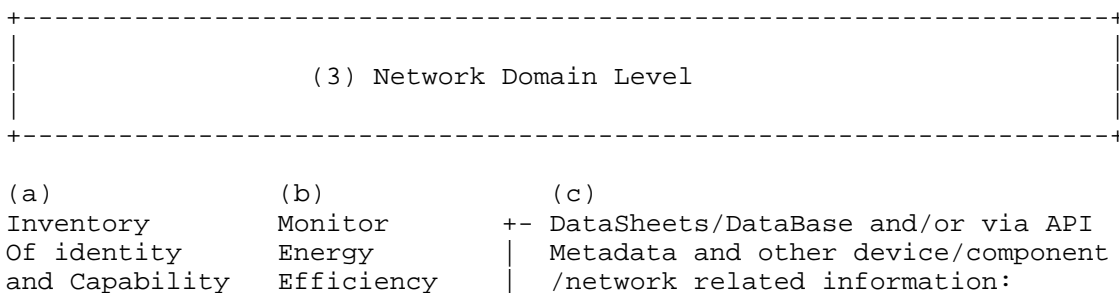 +--------------------------------------------------------------------+
|                                                                    |
|                  (3) Network Domain Level                          |
|                                                                    |
+--------------------------------------------------------------------+
(a)              (b)               (c)
Inventory        Monitor       +- DataSheets/DataBase and/or via API
Of identity      Energy        |  Metadata and other device/component
and Capability   Efficiency    |  /network related information: